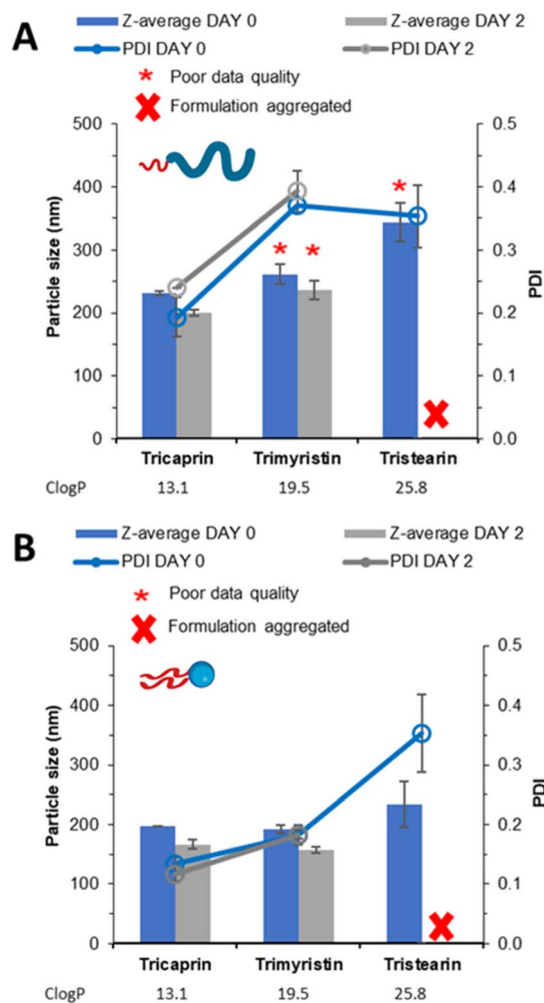 A
Z-average DAY 0 Z-average DAY 2
PDI DAY 0 PDI DAY 2
* Poor data quality
Formulation aggregated
500 0.5
400 0.4
300 0.3
200 0.2
100 0.1
0 0.0
Particle size (nm)
PDI
* * *
Tricaprin Trimyristin Tristearin
ClogP 13.1 19.5 25.8
B
Z-average DAY 0 Z-average DAY 2
PDI DAY 0 PDI DAY 2
* Poor data quality
Formulation aggregated
500 0.5
400 0.4
300 0.3
200 0.2
100 0.1
0 0.0
Particle size (nm)
PDI
Tricaprin Trimyristin Tristearin
ClogP 13.1 19.5 25.8